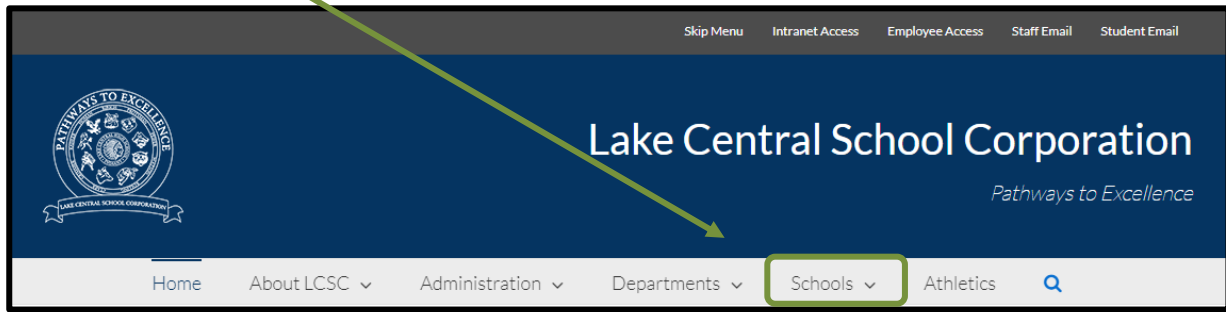 Skip Menu Intranet Access Employee Access Staff Email Student Email
PATHWAYS TO EXCELLENCE
LAKE CENTRAL SCHOOL CORPORATION
Lake Central School Corporation
Pathways to Excellence
Home About LCSC Administration Departments Schools Athletics